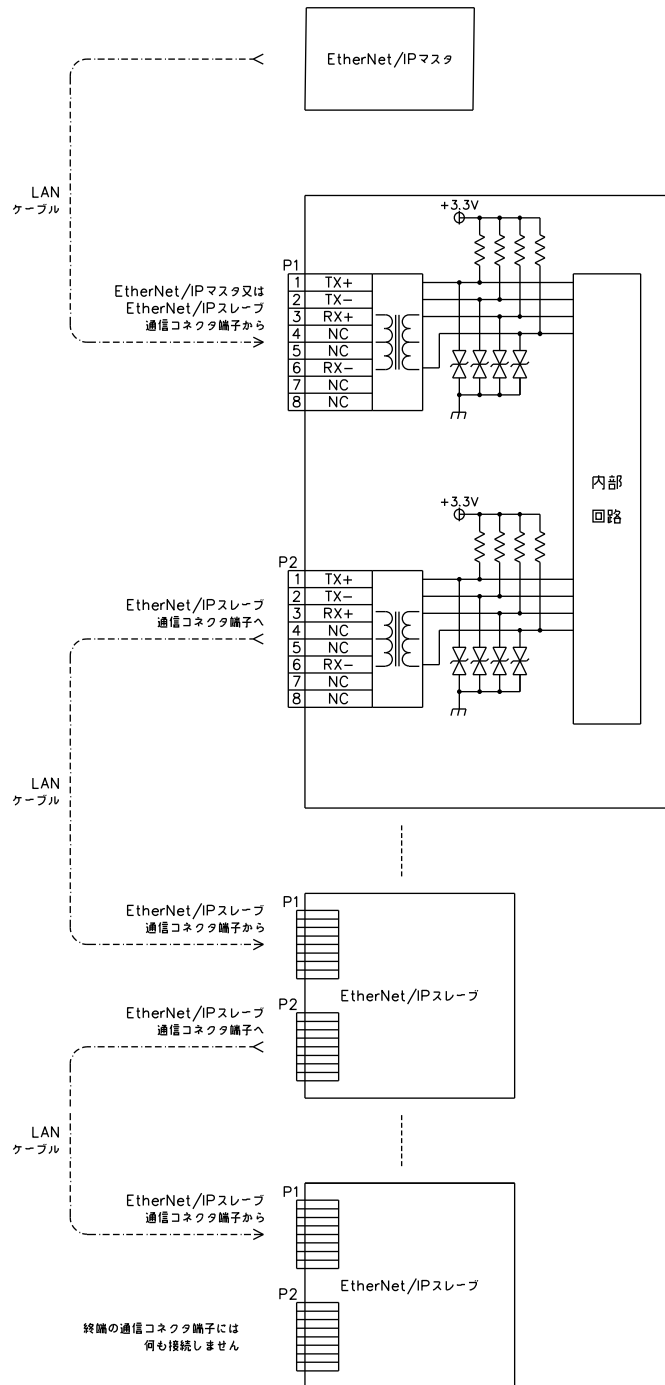 EtherNet/IPマスタ
LAN
ケーブル
+3.3V
P1
EtherNet/IPマスタ又は
EtherNet/IPスレーブ
通信コネクタ端子から
1 TX+
2 TX-
3 RX+
4 NC
5 NC
6 RX-
7 NC
8 NC
内部
回路
+3.3V
P2
EtherNet/IPスレーブ
通信コネクタ端子へ
1 TX+
2 TX-
3 RX+
4 NC
5 NC
6 RX-
7 NC
8 NC
LAN
ケーブル
P1
EtherNet/IPスレーブ
通信コネクタ端子から
EtherNet/IPスレーブ
P2
EtherNet/IPスレーブ
通信コネクタ端子へ
LAN
ケーブル
P1
EtherNet/IPスレーブ
通信コネクタ端子から
EtherNet/IPスレーブ
P2
終端の通信コネクタ端子には
何も接続しません